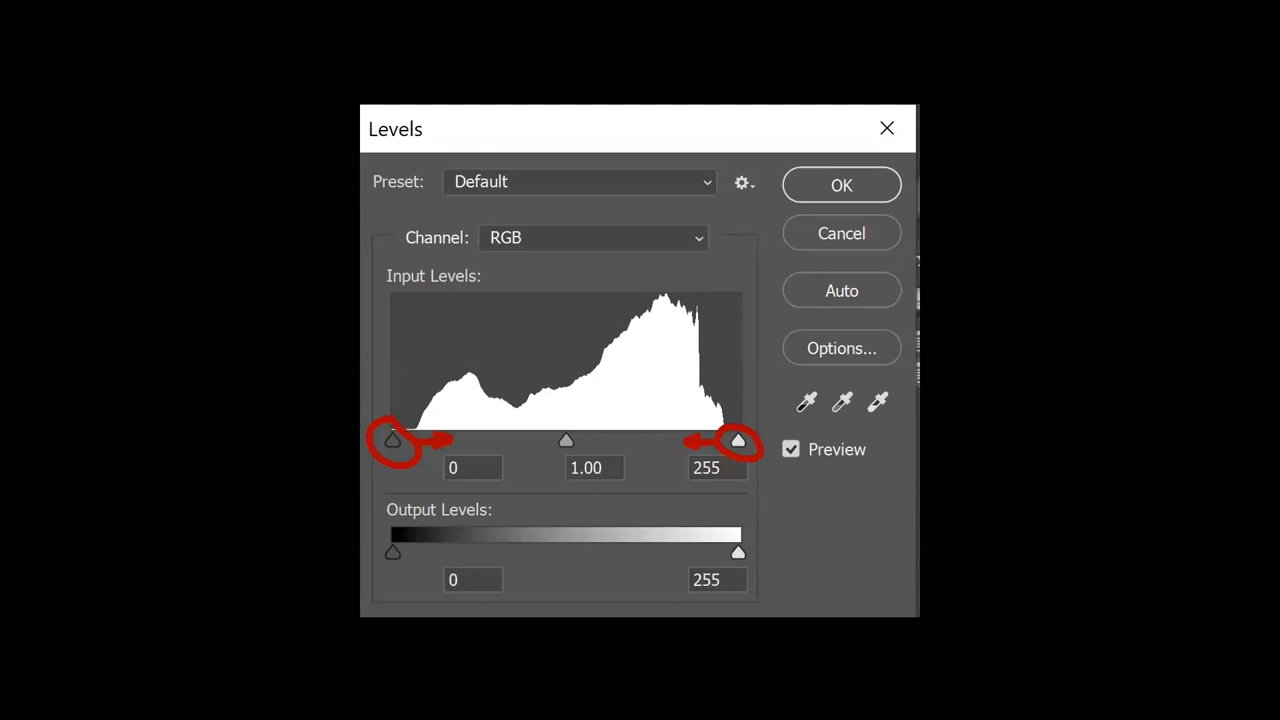 Levels
Preset: Default
OK
Channel: RGB
Cancel
Input Levels:
Auto
Options...
Preview
0 1.00 255
Output Levels:
0 255